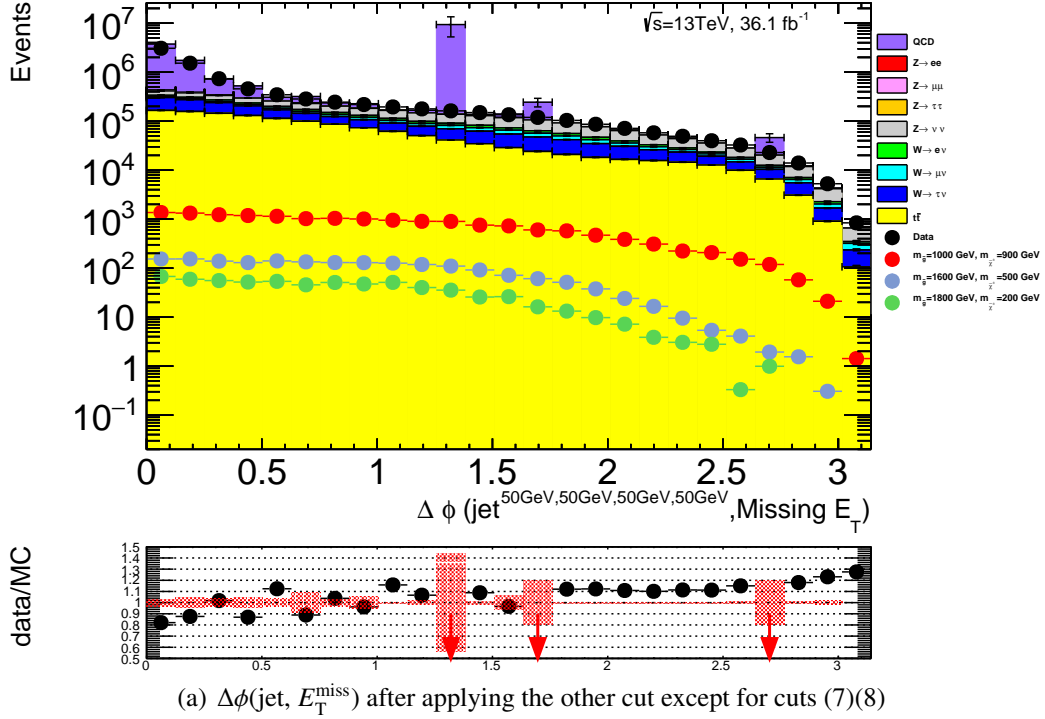 Events
10⁷
10⁶
10⁵
10⁴
10³
10²
10
1
10⁻¹
√s=13TeV, 36.1 fb⁻¹
QCD
Z→ ee
Z→ μμ
Z→ ττ
Z→ ν ν
W→ e ν
W→ μν
W→ τν
tt̄
Data
m_g̃=1000 GeV, m_χ̃⁺=900 GeV
m_g̃=1600 GeV, m_χ̃⁺=500 GeV
m_g̃=1800 GeV, m_χ̃⁺=200 GeV
0 0.5 1 1.5 2 2.5 3
Δ ϕ (jet^50GeV,50GeV,50GeV,50GeV,Missing E_T)
data/MC
1.5
1.4
1.3
1.2
1.1
1
0.9
0.8
0.7
0.6
0.5
0 0.5 1 1.5 2 2.5 3
(a) Δϕ(jet, E_T^miss) after applying the other cut except for cuts (7)(8)